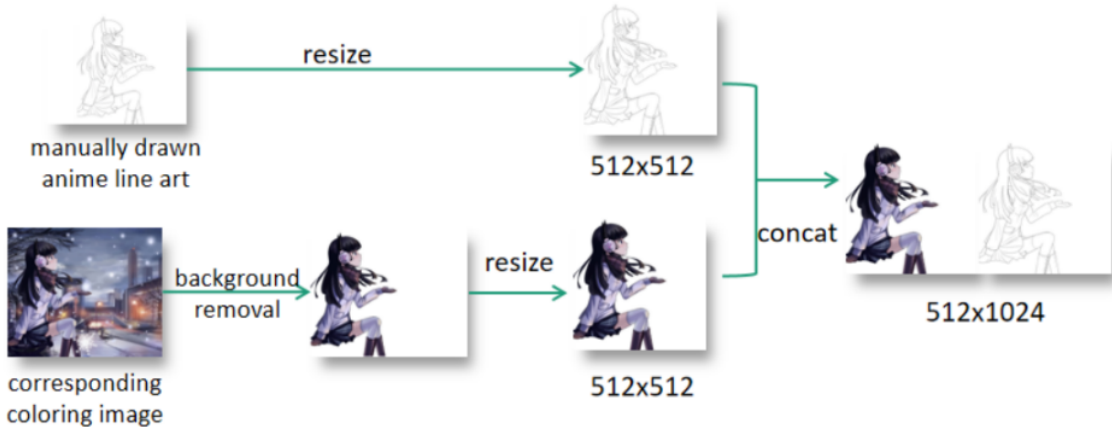 resize
manually drawn
anime line art
512x512
background
removal
resize
concat
512x1024
corresponding
coloring image
512x512